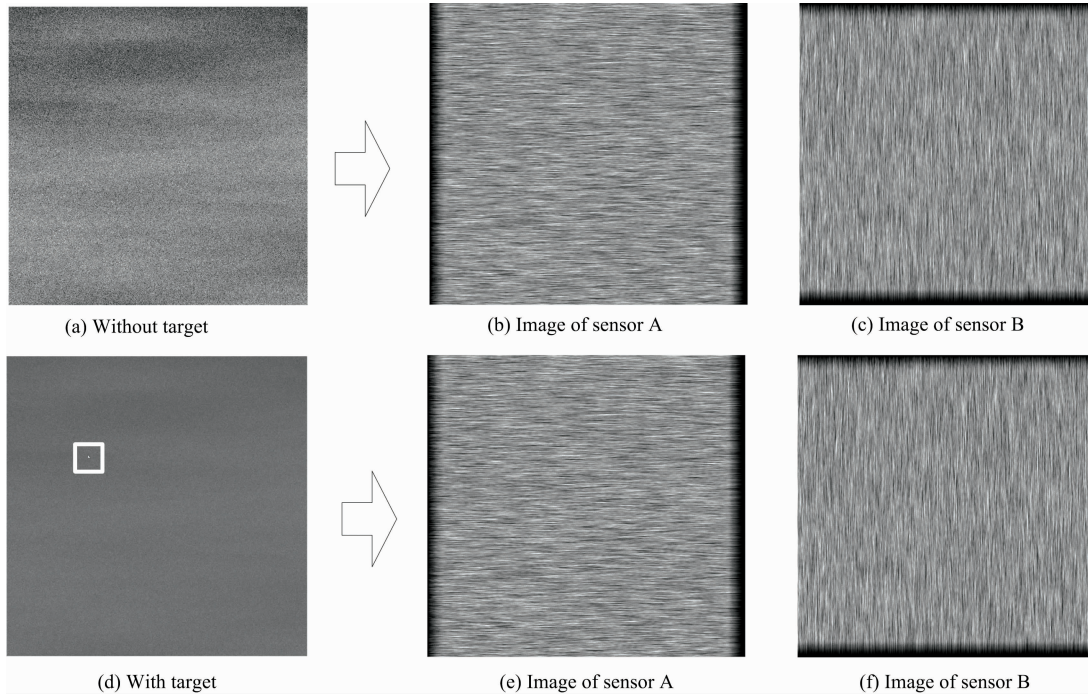 (a) Without target
(b) Image of sensor A
(c) Image of sensor B
(d) With target
(e) Image of sensor A
(f) Image of sensor B